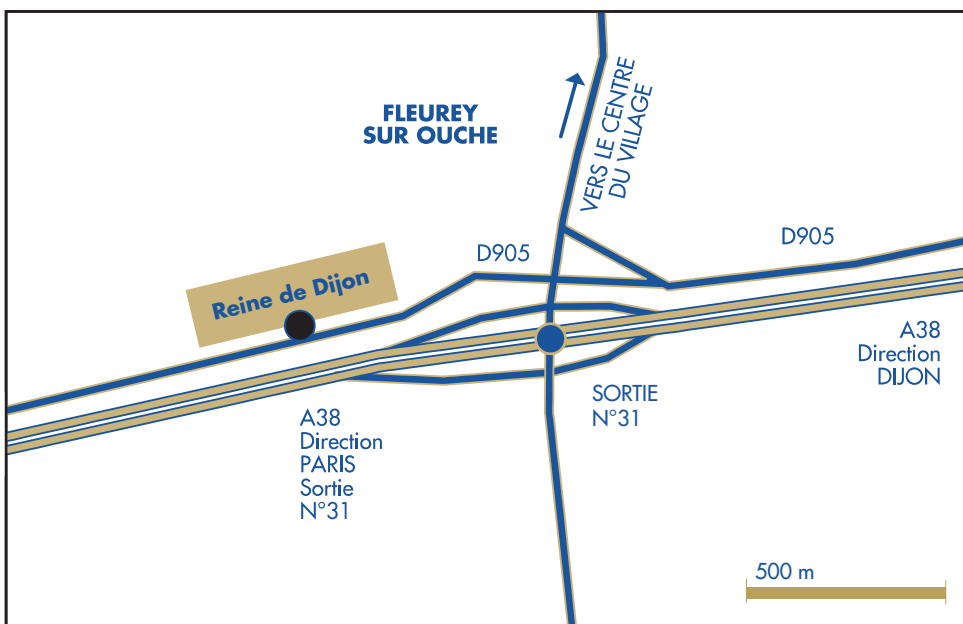 FLEUREY
SUR OUCHE
VERS LE CENTRE
DU VILLAGE
D905
D905
Reine de Dijon
A38
Direction
DIJON
SORTIE
N°31
A38
Direction
PARIS
Sortie
N°31
500 m